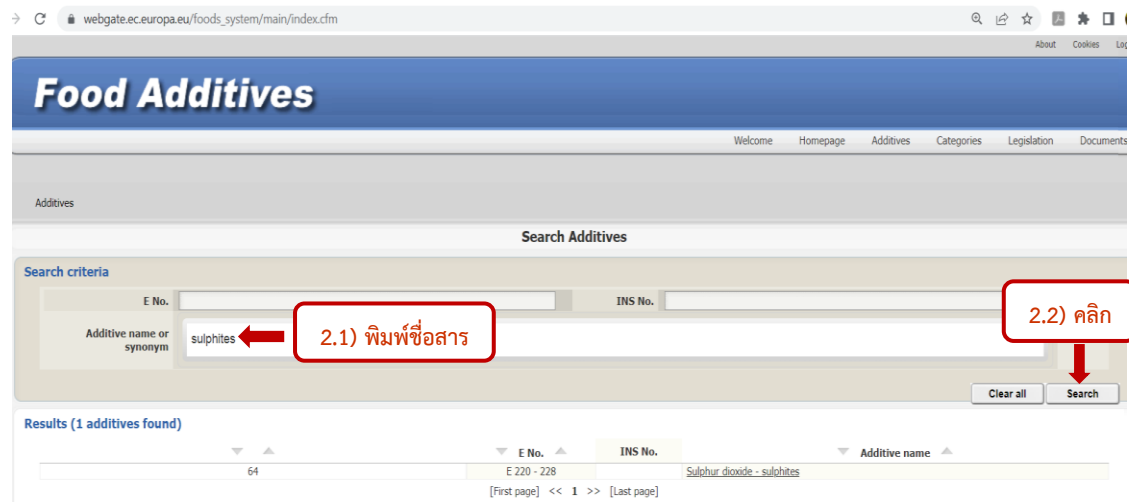 webgate.ec.europa.eu/foods_system/main/index.cfm
About Cookies
Food Additives
Welcome Homepage Additives Categories Legislation Documents
Additives
Search Additives
Search criteria
E No. INS No.
2.2) คลิก
Additive name or synonym
sulphites
2.1) พิมพ์ชื่อสาร
Clear all Search
Results (1 additives found)
E No. INS No. Additive name
64 E 220 - 228 Sulphur dioxide - sulphites
[First page] << 1 >> [Last page]